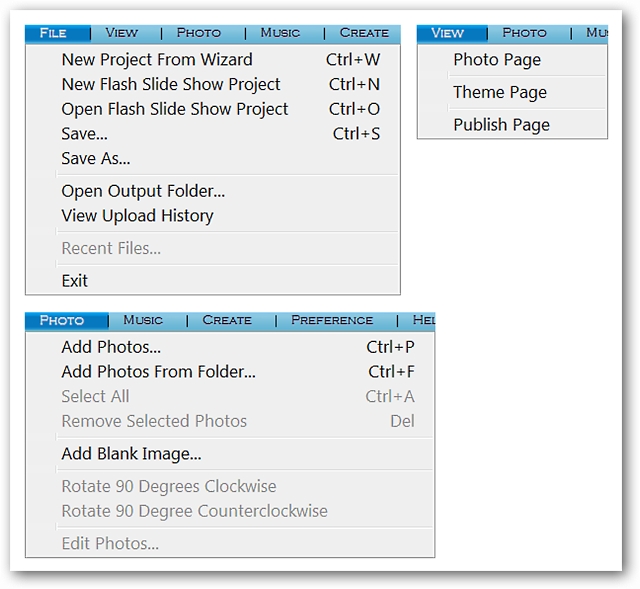 FILE | VIEW | PHOTO | MUSIC | CREATE
New Project From Wizard Ctrl+W
New Flash Slide Show Project Ctrl+N
Open Flash Slide Show Project Ctrl+O
Save... Ctrl+S
Save As...
Open Output Folder...
View Upload History
Recent Files...
Exit
VIEW | PHOTO | MU
Photo Page
Theme Page
Publish Page
PHOTO | MUSIC | CREATE | PREFERENCE | HEL
Add Photos... Ctrl+P
Add Photos From Folder... Ctrl+F
Select All Ctrl+A
Remove Selected Photos Del
Add Blank Image...
Rotate 90 Degrees Clockwise
Rotate 90 Degree Counterclockwise
Edit Photos...